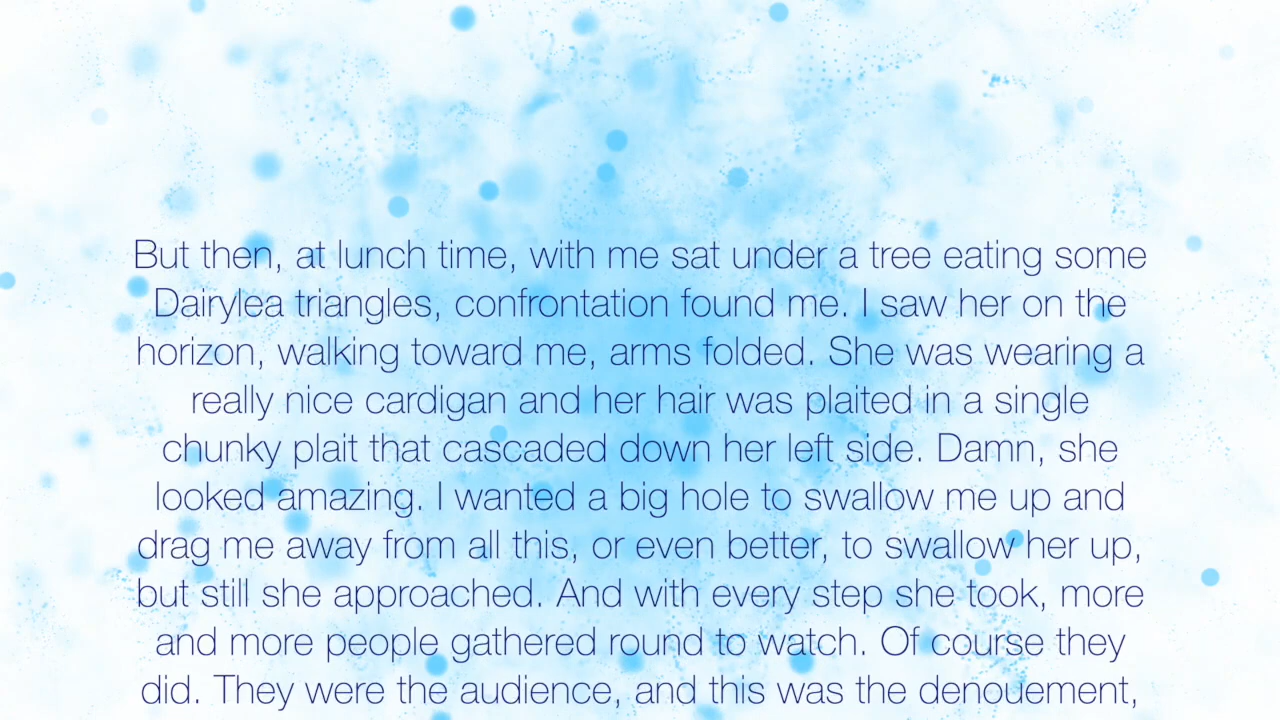 But then, at lunch time, with me sat under a tree eating some
Dairylea triangles, confrontation found me. I saw her on the
horizon, walking toward me, arms folded. She was wearing a
really nice cardigan and her hair was plaited in a single
chunky plait that cascaded down her left side. Damn, she
looked amazing. I wanted a big hole to swallow me up and
drag me away from all this, or even better, to swallow her up,
but still she approached. And with every step she took, more
and more people gathered round to watch. Of course they
did. They were the audience, and this was the denouement,